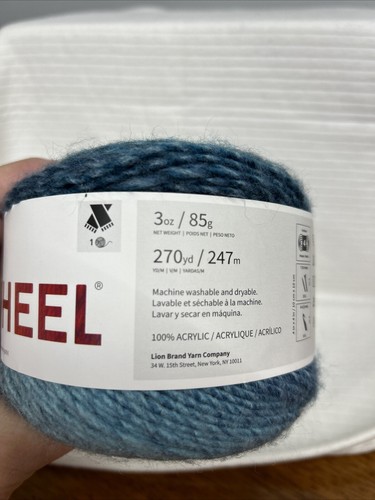 3oz / 85g
NET WEIGHT | POIDS NET | PESO NETO
270yd / 247m
YD/M | V/M | YARDAS/M
Machine washable and dryable.
Lavable et séchable à la machine.
Lavar y secar en máquina.
100% ACRYLIC / ACRYLIQUE / ACRÍLICO
Lion Brand Yarn Company
34 W. 15th Street, New York, NY 10011
1
HEEL®